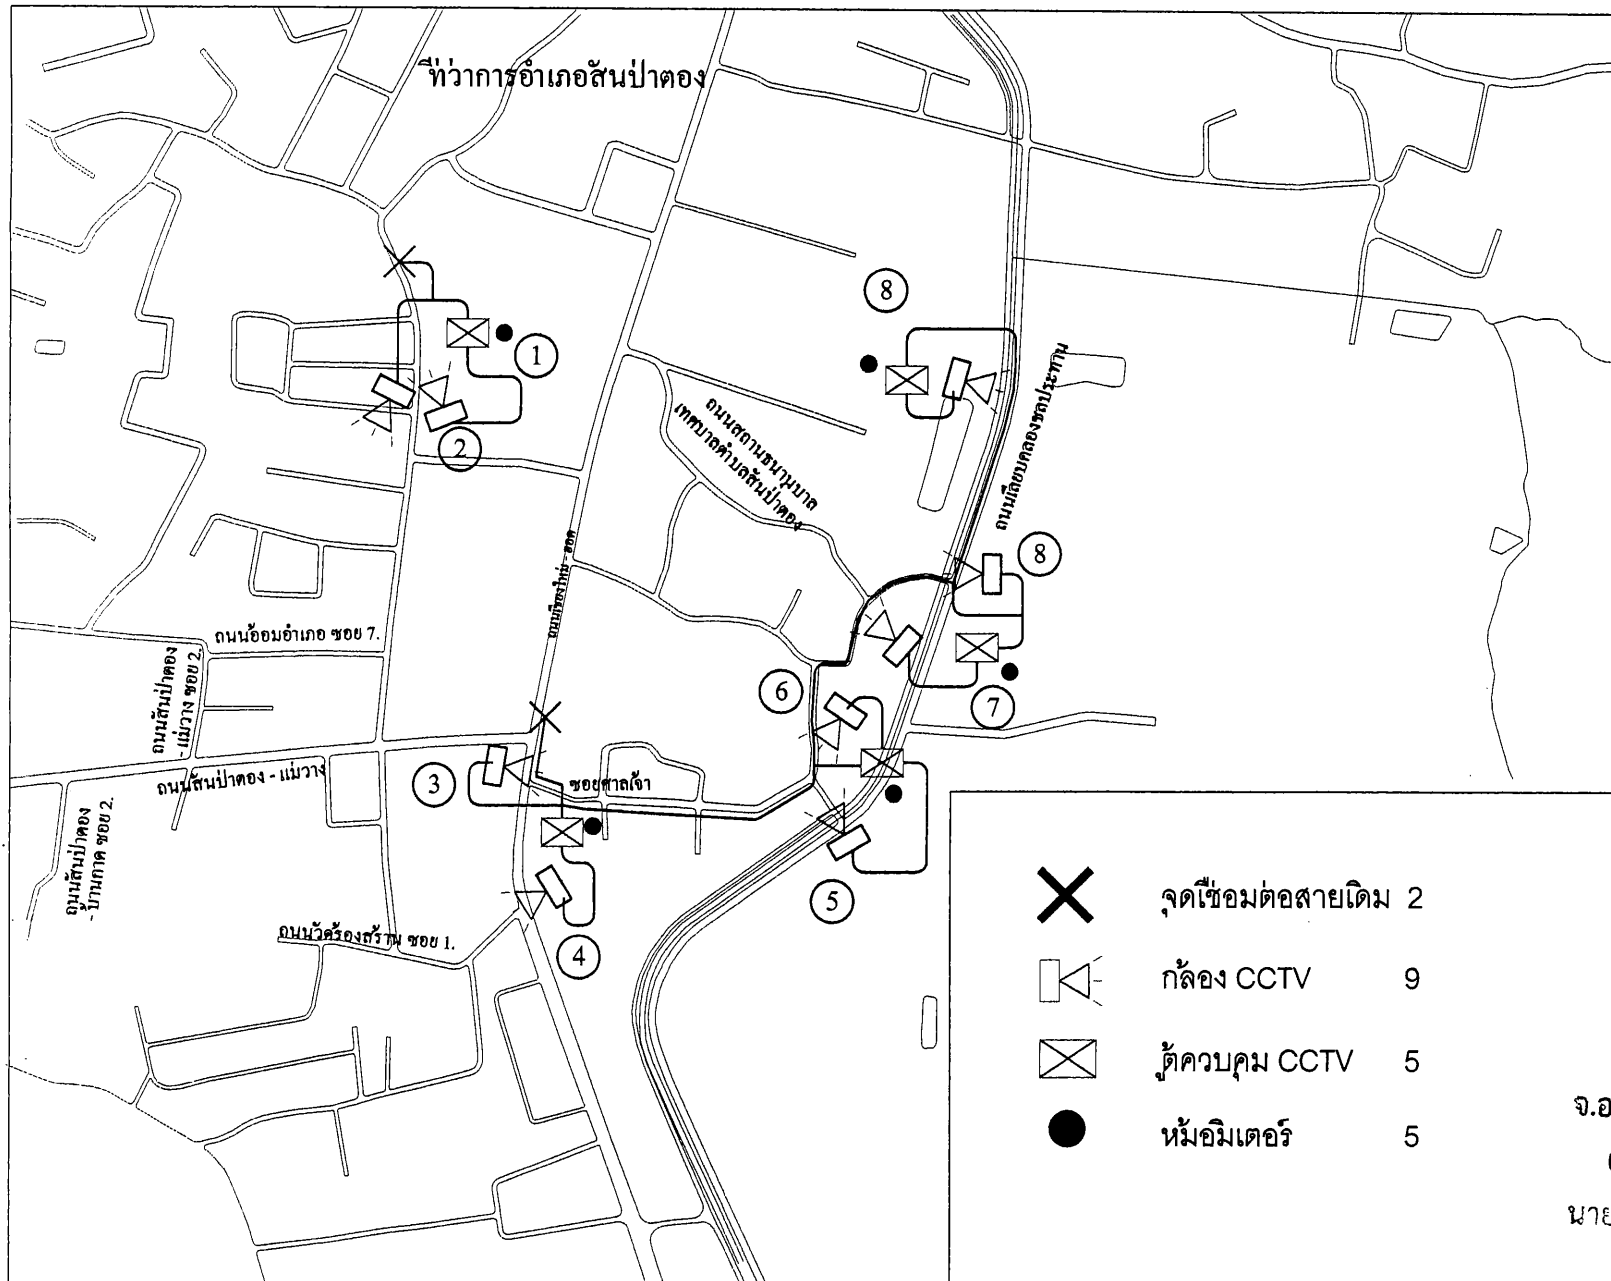 ที่ว่าการอำเภอสันป่าตอง
8
1
2
ถนนสถานธนานุบาล
เทศบาลตำบลสันป่าตอง
ถนนเลียบคลองชลประทาน
8
ถนนเชียงใหม่ - ฮอด
ถนนอ้อมอำเภอ ซอย 7.
ถนนสันป่าตอง
- แม่วาง ซอย 2.
6
7
ถนนสันป่าตอง - แม่วาง
3
ซอยศาลเจ้า
ถนนสันป่าตอง
- บ้านกาด ซอย 2.
5
ถนนวัดร้องสร้าน ซอย 1.
4
จุดเชื่อมต่อสายเดิม 2
กล้อง CCTV 9
ตู้ควบคุม CCTV 5
หม้อมิเตอร์ 5
จ.อ
นาย